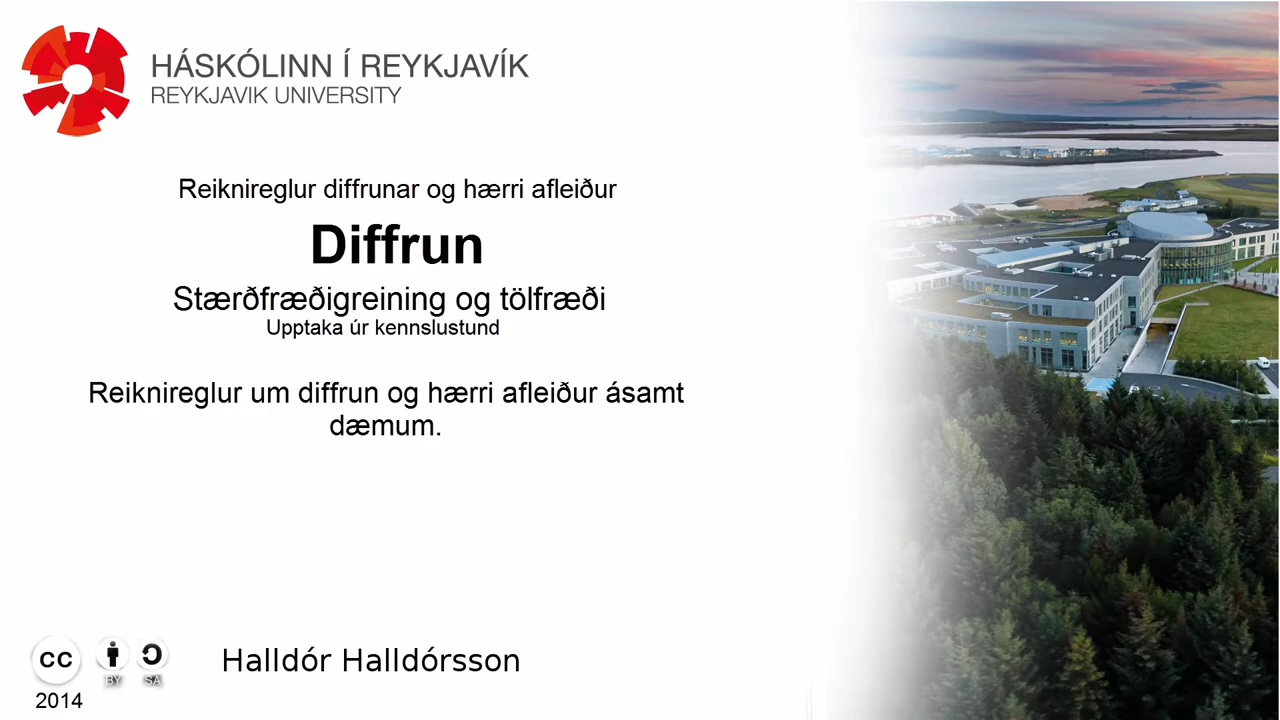 HÁSKÓLINN Í REYKJAVÍK
REYKJAVIK UNIVERSITY
Reiknireglur diffrunar og hærri afleiður
Diffrun
Stærðfræðigreining og tölfræði
Upptaka úr kennslustund
Reiknireglur um diffrun og hærri afleiður ásamt
dæmum.
cc BY SA
Halldór Halldórsson
2014